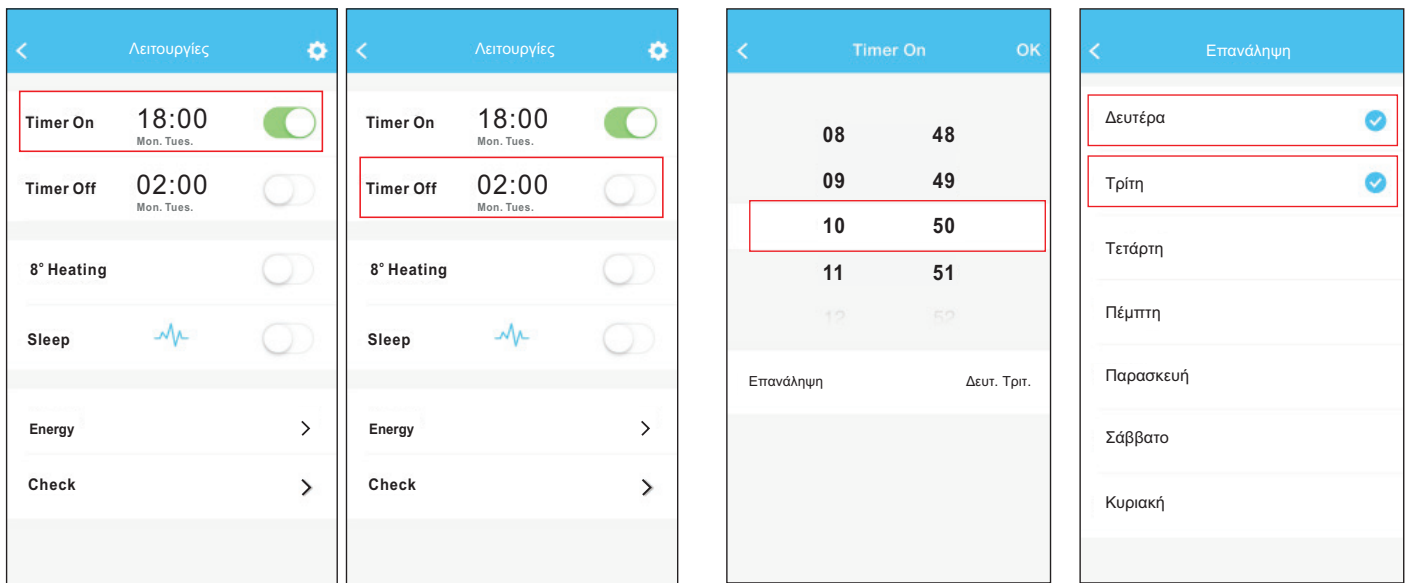 Λειτουργίες
Timer On 18:00
Mon. Tues.
Timer Off 02:00
Mon. Tues.
8° Heating
Sleep
Energy
Check
Λειτουργίες
Timer On 18:00
Mon. Tues.
Timer Off 02:00
Mon. Tues.
8° Heating
Sleep
Energy
Check
Timer On OK
08 48
09 49
10 50
11 51
12 52
Επανάληψη Δευτ. Τριτ.
Επανάληψη
Δευτέρα
Τρίτη
Τετάρτη
Πέμπτη
Παρασκευή
Σάββατο
Κυριακή